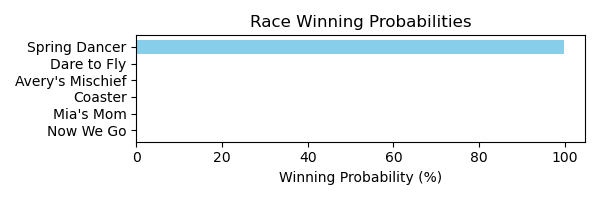 Race Winning Probabilities
Spring Dancer
Dare to Fly
Avery's Mischief
Coaster
Mia's Mom
Now We Go
0 20 40 60 80 100
Winning Probability (%)